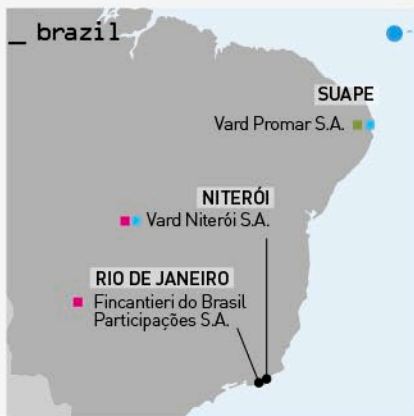 _ brazil
SUAPE
Vard Promar S.A.
NITERÓI
Vard Niterói S.A.
RIO DE JANEIRO
Fincantieri do Brasil
Participações S.A.